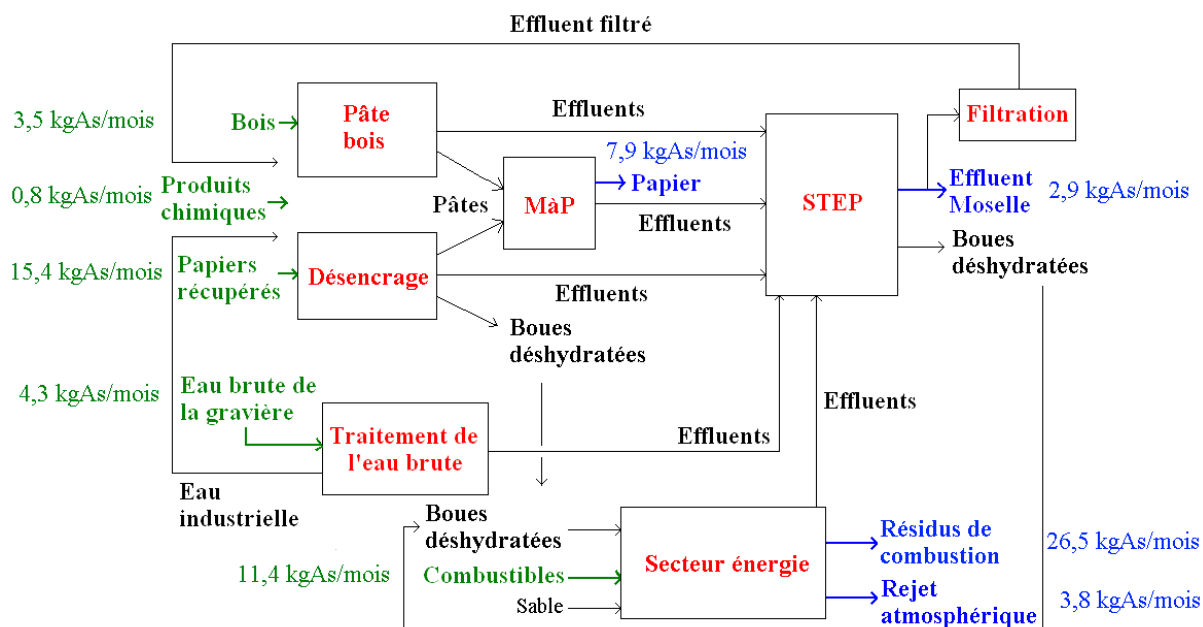 Effluent filtré
3,5 kgAs/mois
Bois
Pâte
bois
Effluents
Filtration
7,9 kgAs/mois
Papier
0,8 kgAs/mois
Produits
chimiques
Pâtes
MàP
Effluents
STEP
Effluent
Moselle
2,9 kgAs/mois
Boues
déshydratées
15,4 kgAs/mois
Papiers
récupérés
Désencrage
Effluents
Boues
déshydratées
4,3 kgAs/mois
Eau brute de
la gravière
Traitement de
l'eau brute
Effluents
Effluents
Eau
industrielle
Boues
déshydratées
11,4 kgAs/mois
Combustibles
Sable
Secteur énergie
Résidus de
combustion
26,5 kgAs/mois
Rejet
atmosphérique
3,8 kgAs/mois